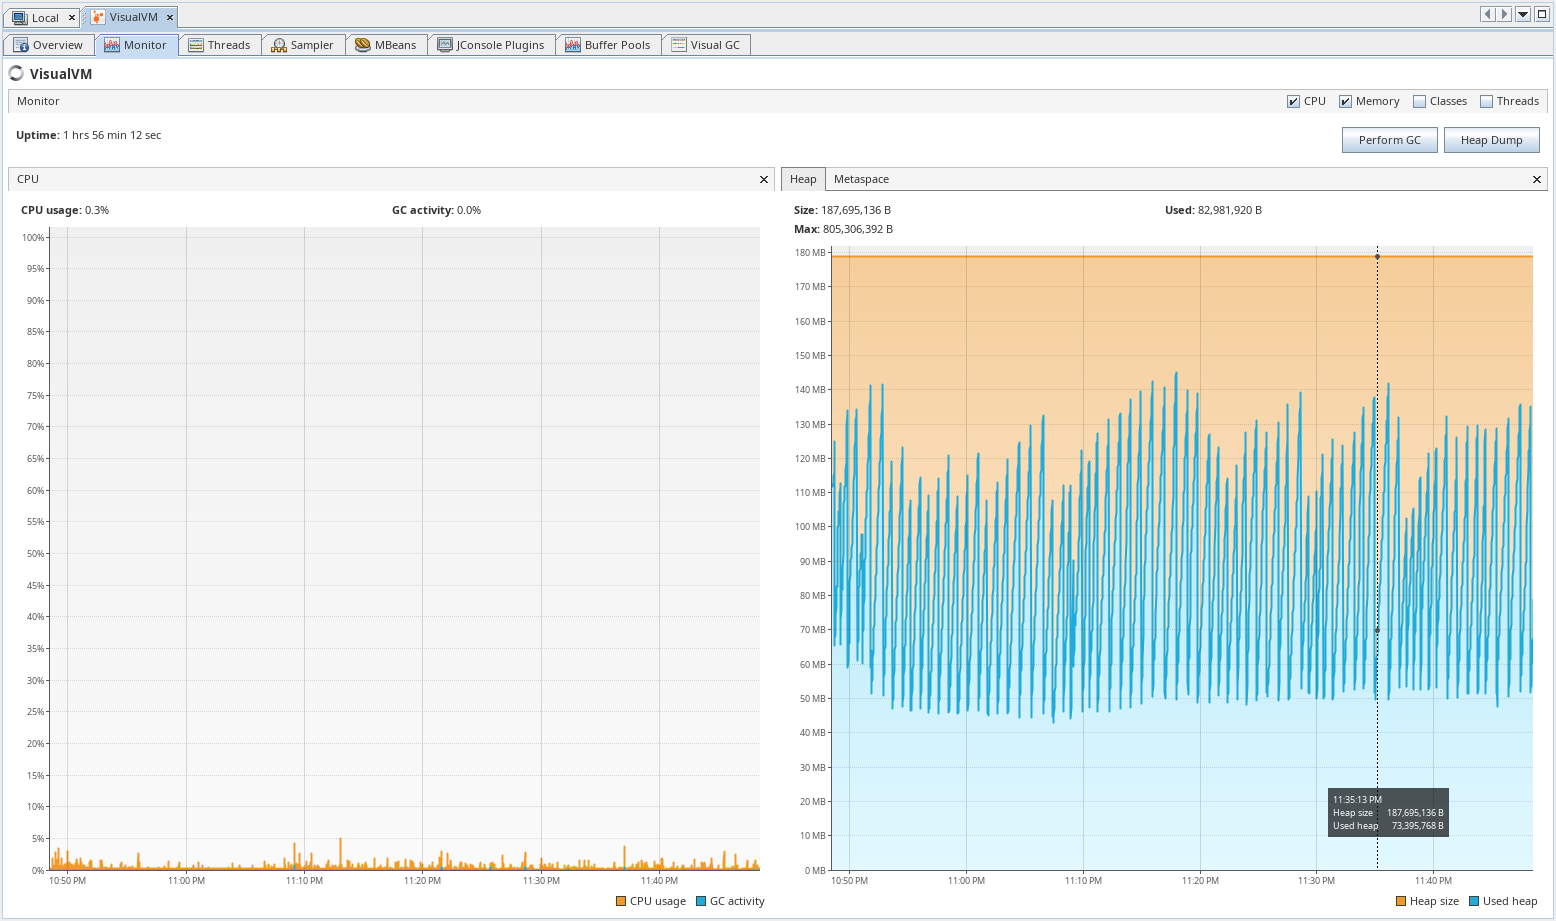 Local
VisualVM
Overview
Monitor
Threads
Sampler
MBeans
JConsole Plugins
Buffer Pools
Visual GC
VisualVM
Monitor
CPU
Memory
Classes
Threads
Uptime: 1 hrs 56 min 12 sec
Perform GC
Heap Dump
CPU
CPU usage: 0.3%
GC activity: 0.0%
100%
95%
90%
85%
80%
75%
70%
65%
60%
55%
50%
45%
40%
35%
30%
25%
20%
15%
10%
5%
0%
10:50 PM
11:00 PM
11:10 PM
11:20 PM
11:30 PM
11:40 PM
CPU usage
GC activity
Heap
Metaspace
Size: 187,695,136 B
Used: 82,981,920 B
Max: 805,306,392 B
180 MB
170 MB
160 MB
150 MB
140 MB
130 MB
120 MB
110 MB
100 MB
90 MB
80 MB
70 MB
60 MB
50 MB
40 MB
30 MB
20 MB
10 MB
0 MB
11:35:13 PM
Heap size 187,695,136 B
Used heap 73,395,768 B
10:50 PM
11:00 PM
11:10 PM
11:20 PM
11:30 PM
11:40 PM
Heap size
Used heap